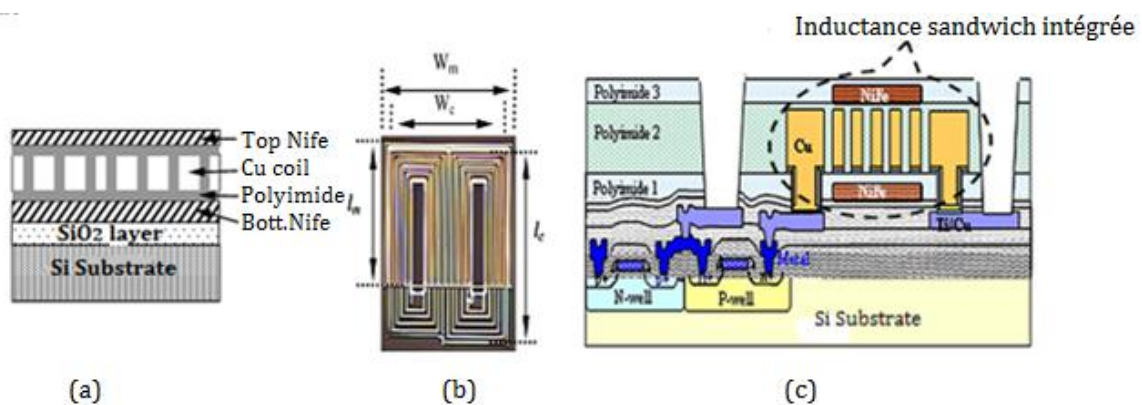 Inductance sandwich intégrée
Top Nife
Cu coil
Polyimide
Bott.Nife
SiO2 layer
Si Substrate
(a)
Wm
Wc
lm
lc
(b)
Polyimide 3
NiFe
Polyimide 2
Cu
Polyimide 1
NiFe
Ti/Cu
Metal
N-well
P-well
Si Substrate
(c)